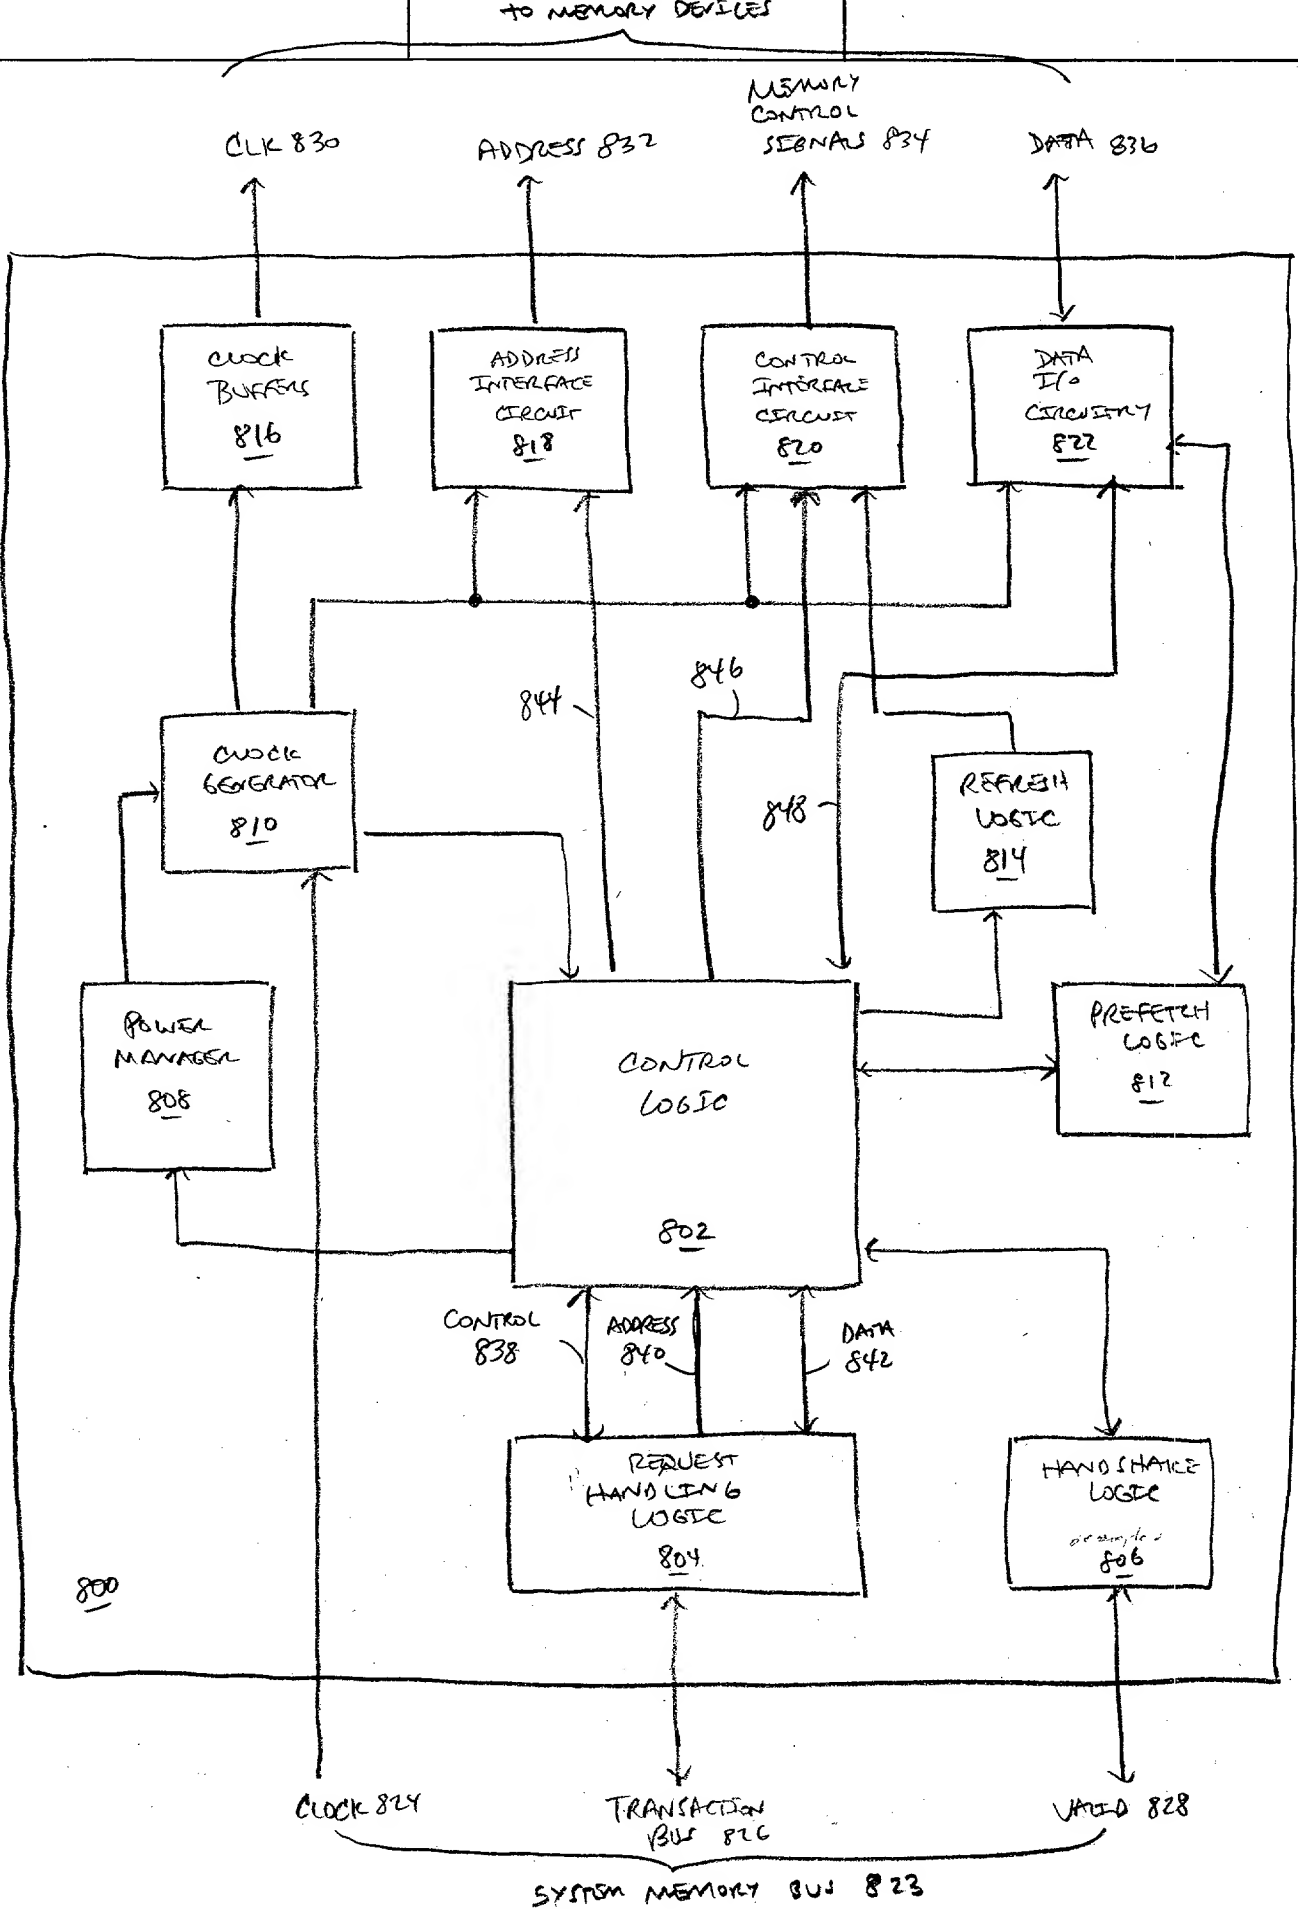 TO MEMORY DEVICES
CLK 830
ADDRESS 832
MEMORY
CONTROL
SIGNALS 834
DATA 836
CLOCK
BUFFERS
816
ADDRESS
INTERFACE
CIRCUIT
818
CONTROL
INTERFACE
CIRCUIT
820
DATA
I/O
CIRCUITRY
822
844
846
848
CLOCK
GENERATOR
810
REFRESH
LOGIC
814
POWER
MANAGER
808
CONTROL
LOGIC
802
PREFETCH
LOGIC
812
CONTROL
838
ADDRESS
840
DATA
842
REQUEST
HANDLING
LOGIC
804
HANDSHAKE
LOGIC
806
800
CLOCK 824
TRANSACTION
BUS 826
VALID 828
SYSTEM MEMORY BUS 823